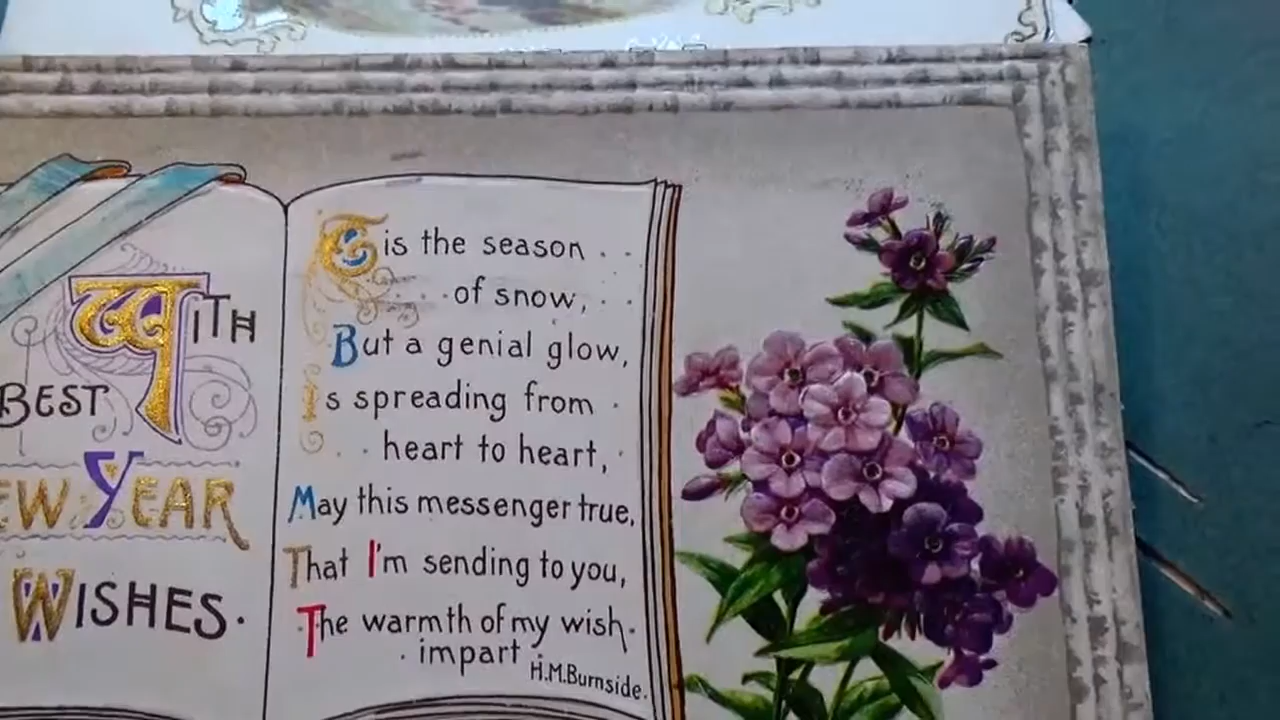 WITH
BEST
NEW YEAR
WISHES.
Tis the season . .
. . . . of snow, . .
But a genial glow,
Is spreading from .
. . heart to heart, .
May this messenger true,
That I'm sending to you,
The warmth of my wish.
. impart
H.M.Burnside.